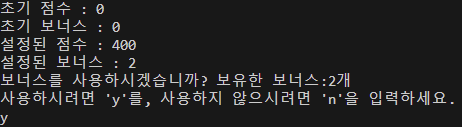 초기 점수 : 0
초기 보너스 : 0
설정된 점수 : 400
설정된 보너스 : 2
보너스를 사용하시겠습니까? 보유한 보너스:2개
사용하시려면 'y'를, 사용하지 않으시려면 'n'을 입력하세요.
y